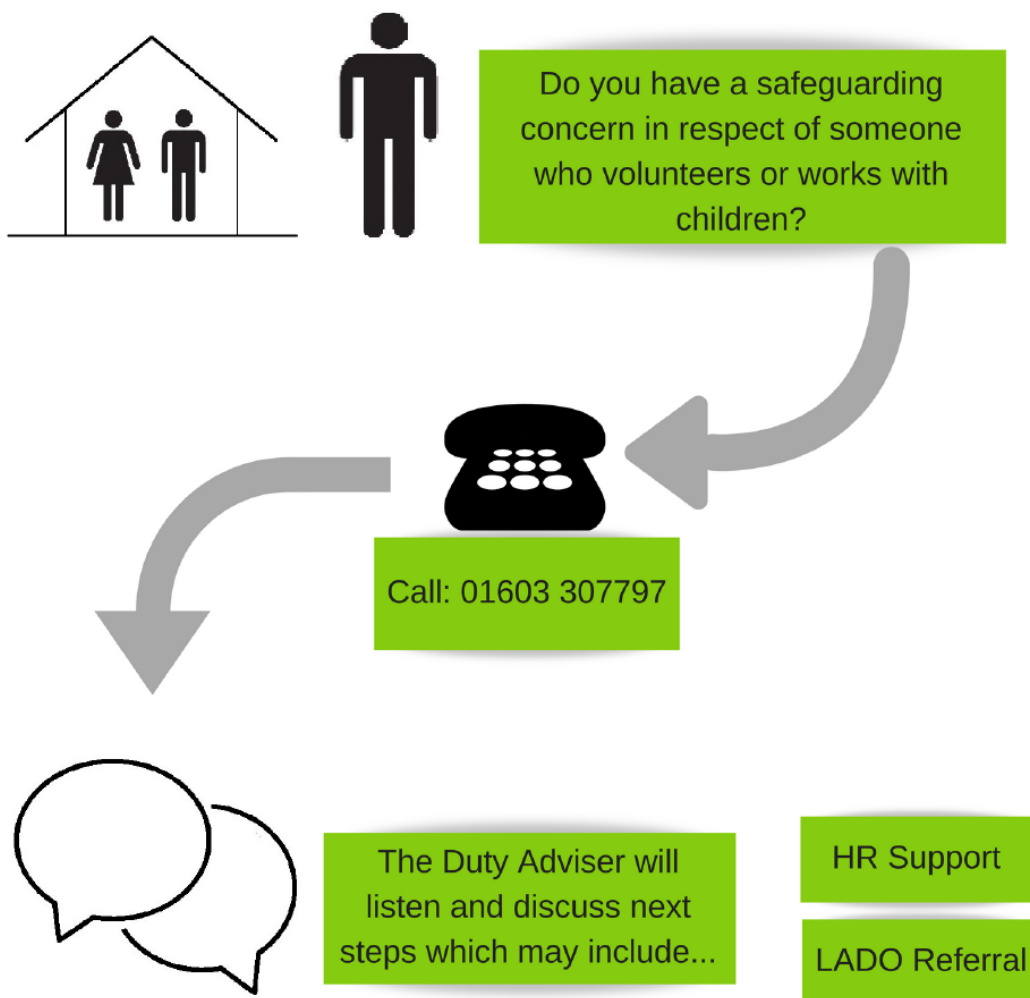 Do you have a safeguarding
concern in respect of someone
who volunteers or works with
children?
Call: 01603 307797
The Duty Adviser will
listen and discuss next
steps which may include...
HR Support
LADO Referral